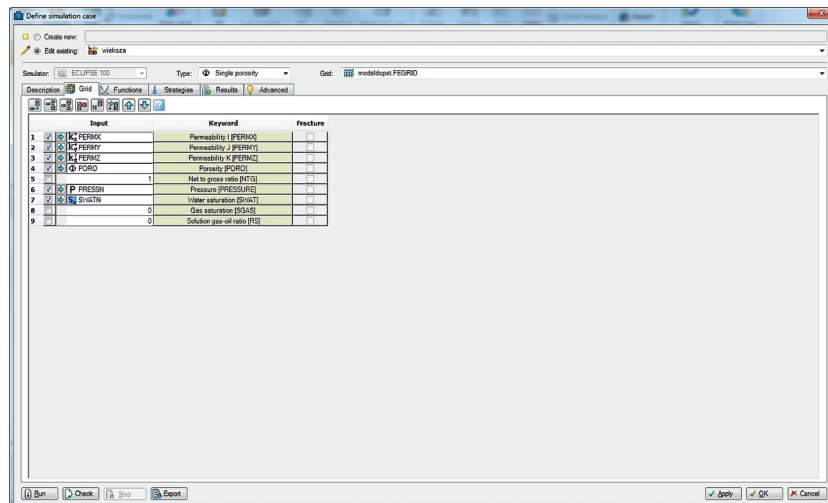 Define simulation case
Create new:
Edit existing: wieksza
Simulator: ECLIPSE 100 Type: Single porosity Grid: modeldopet.FEGRID
Description Grid Functions Strategies Results Advanced
Input Keyword Fracture
1 PERMX Permeability I [PERMX]
2 PERMY Permeability J [PERMY]
3 PERMZ Permeability K [PERMZ]
4 Φ PORO Porosity [PORO]
5 1 Net to gross ratio [NTG]
6 P PRESSN Pressure [PRESSURE]
7 SWATN Water saturation [SWAT]
8 0 Gas saturation [SGAS]
9 0 Solution gas-oil ratio [RS]
Run Check Stop Export Apply OK Cancel